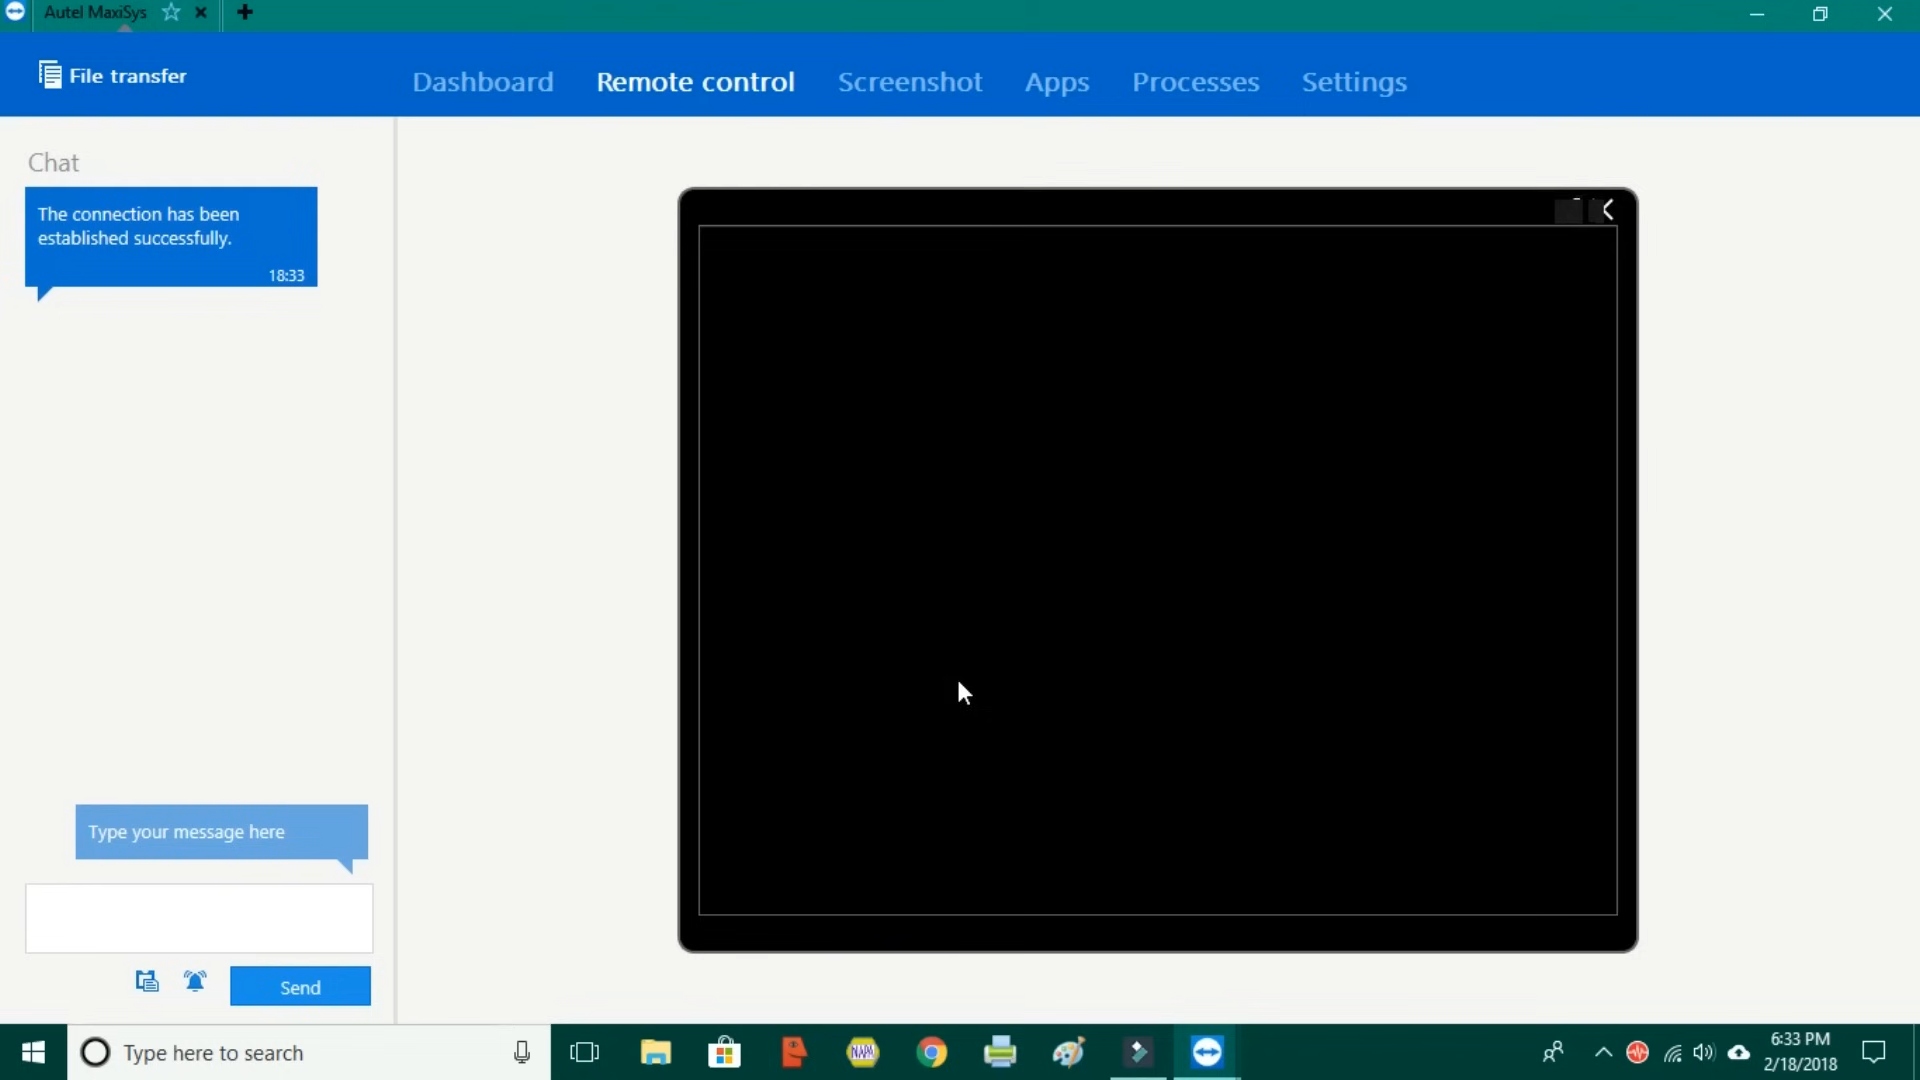 Autel MaxiSys
File transfer
Dashboard
Remote control
Screenshot
Apps
Processes
Settings
Chat
The connection has been
established successfully.
18:33
Type your message here
Send
Type here to search
NAPA
6:33 PM
2/18/2018